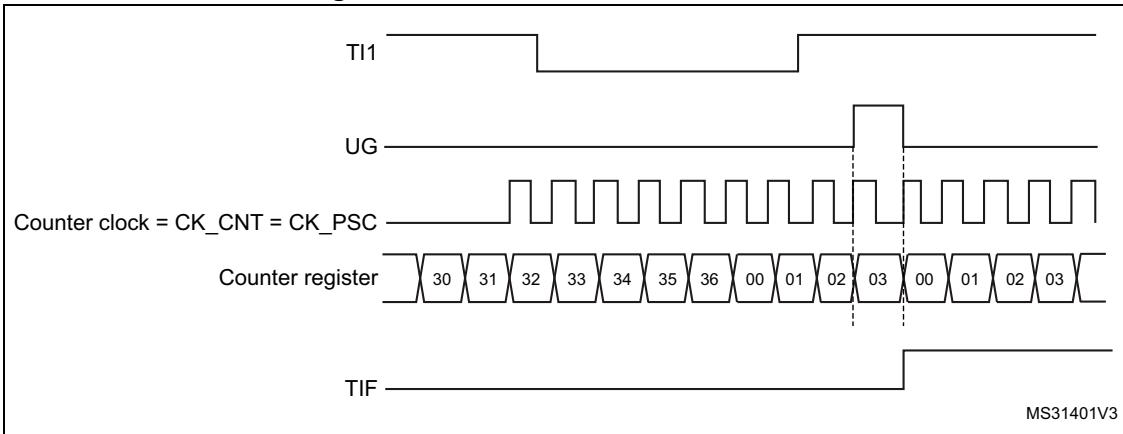 TI1
UG
Counter clock = CK_CNT = CK_PSC
Counter register 30 31 32 33 34 35 36 00 01 02 03 00 01 02 03
TIF
MS31401V3